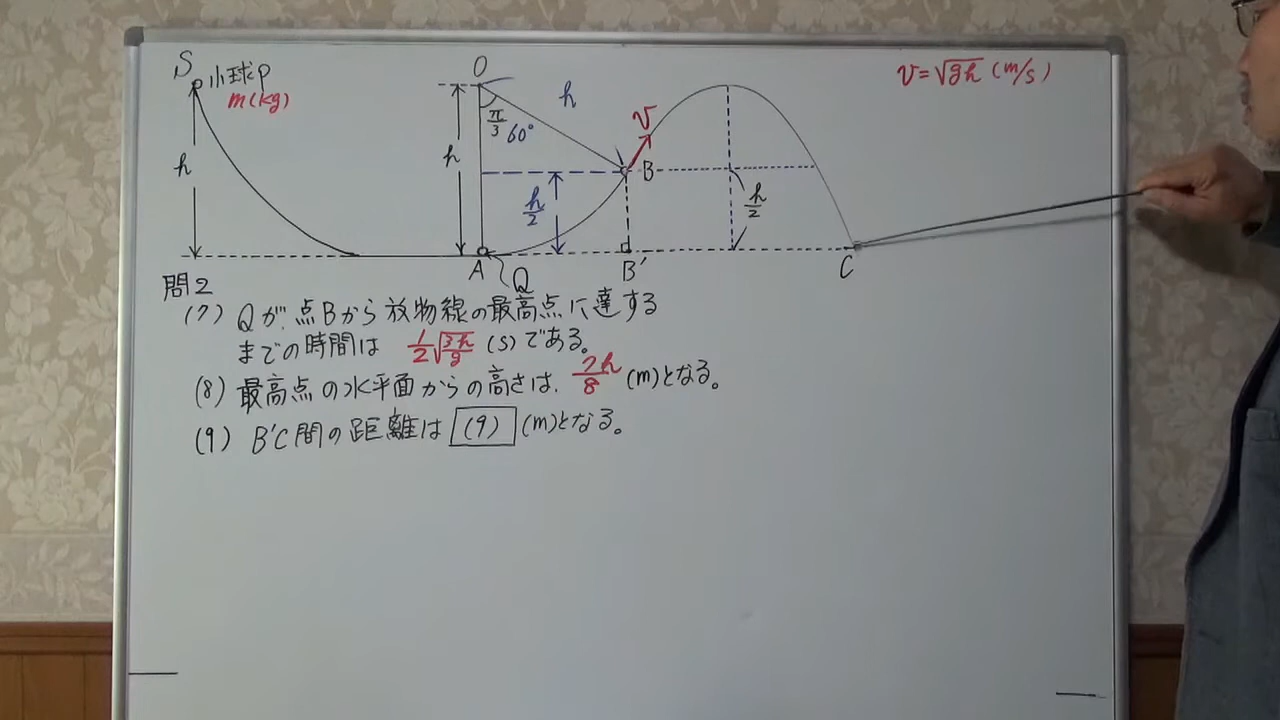 S
小球P
m(kg)
h
O
π/3
60°
h
h
h/2
A
Q
v
B
B'
h/2
C
v=√gh (m/s)
問2
(7) Qが、点Bから放物線の最高点に達する
までの時間は 1/2√3h/g (s)である。
(8) 最高点の水平面からの高さは、7h/8 (m)となる。
(9) B'C間の距離は (9) (m)となる。